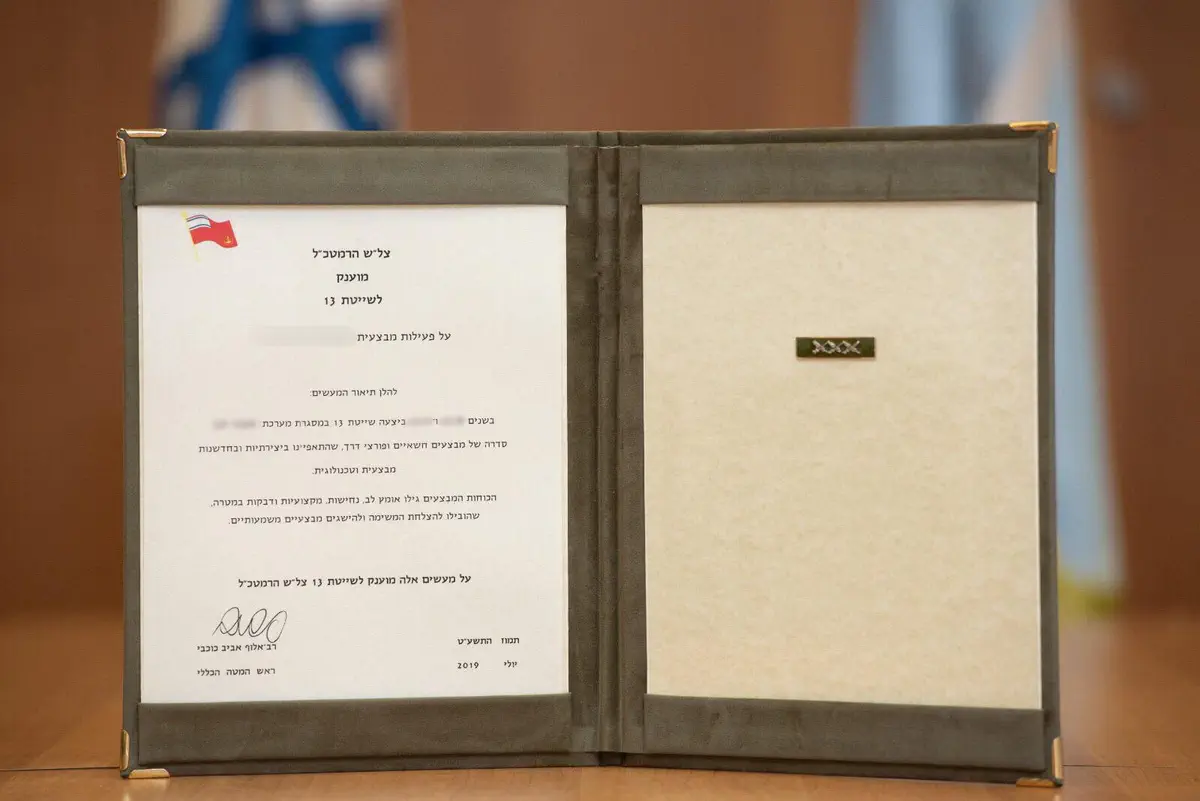 צל״ש הרמטכ״ל
מוענק
לשייטת 13
על פעילות מבצעית
להלן תיאור המעשים:
בשנים ו־ ביצעה שייטת 13 במסגרת מערכת
סדרה של מבצעים חשאיים ופורצי דרך, שהתאפיינו ביצירתיות ובחדשנות
מבצעית וטכנולוגית.
הכוחות המבצעים גילו אומץ לב, נחישות, מקצועיות ודבקות במטרה,
שהובילו להצלחת המשימה ולהישגים מבצעיים משמעותיים.
על מעשים אלה מוענק לשייטת 13 צל״ש הרמטכ״ל
רב־אלוף אביב כוכבי
ראש המטה הכללי
תמוז התשע״ט
יולי 2019